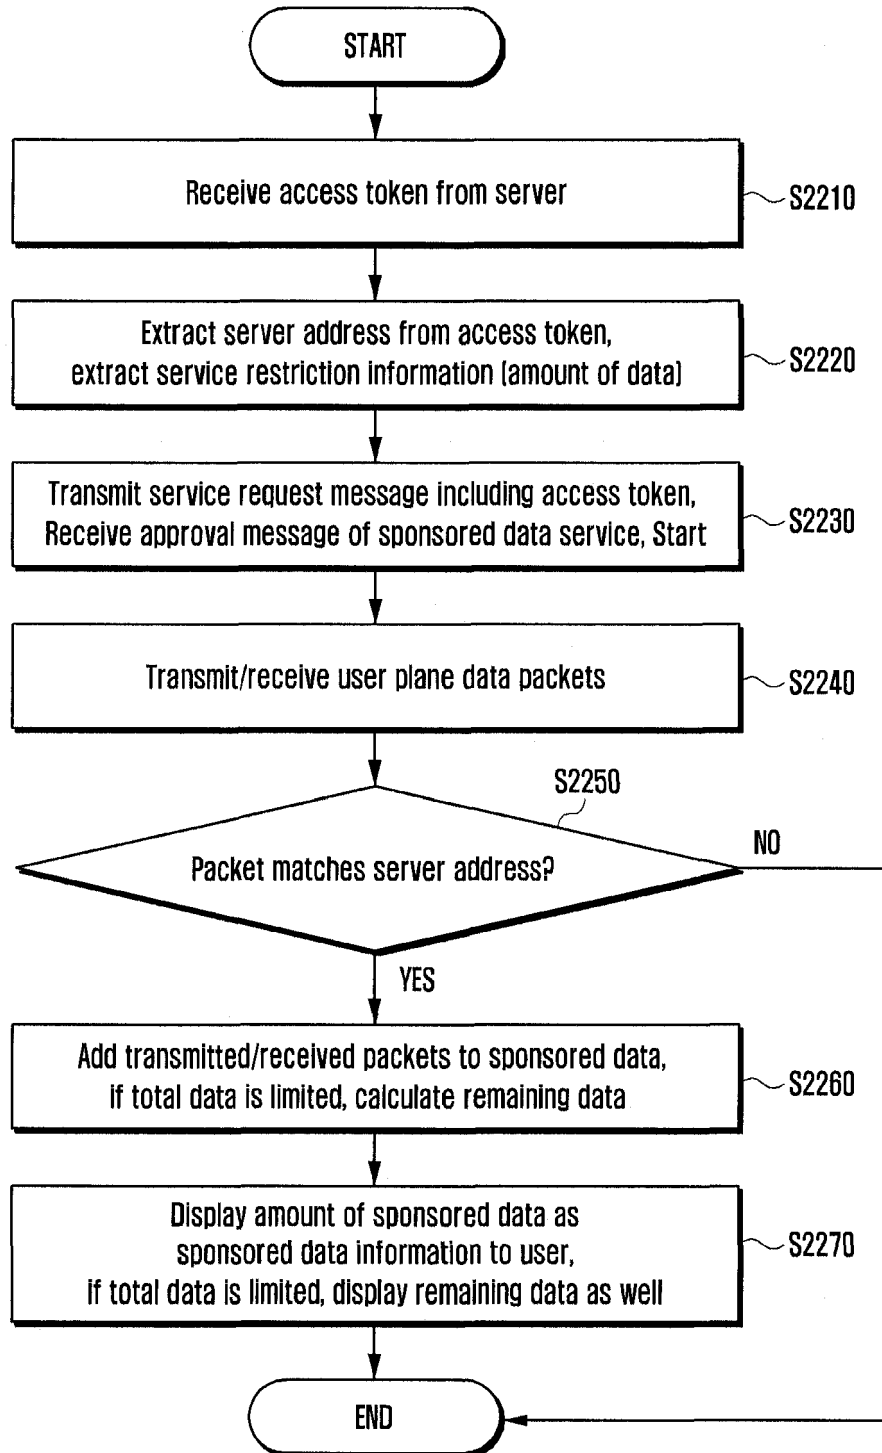 START
Receive access token from server
S2210
Extract server address from access token,
extract service restriction information (amount of data)
S2220
Transmit service request message including access token,
Receive approval message of sponsored data service, Start
S2230
Transmit/receive user plane data packets
S2240
S2250
Packet matches server address?
NO
YES
Add transmitted/received packets to sponsored data,
if total data is limited, calculate remaining data
S2260
Display amount of sponsored data as
sponsored data information to user,
if total data is limited, display remaining data as well
S2270
END